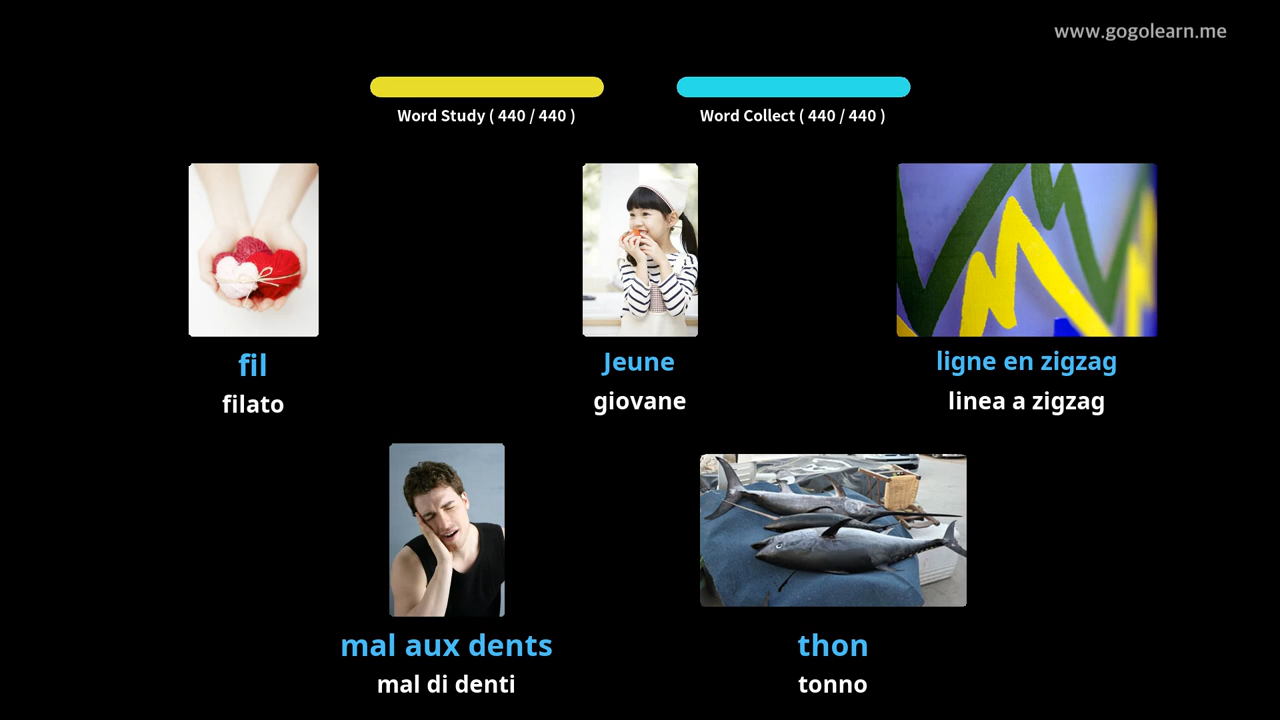 www.gogolearn.me
Word Study ( 440 / 440 )
Word Collect ( 440 / 440 )
fil
filato
Jeune
giovane
ligne en zigzag
linea a zigzag
mal aux dents
mal di denti
thon
tonno